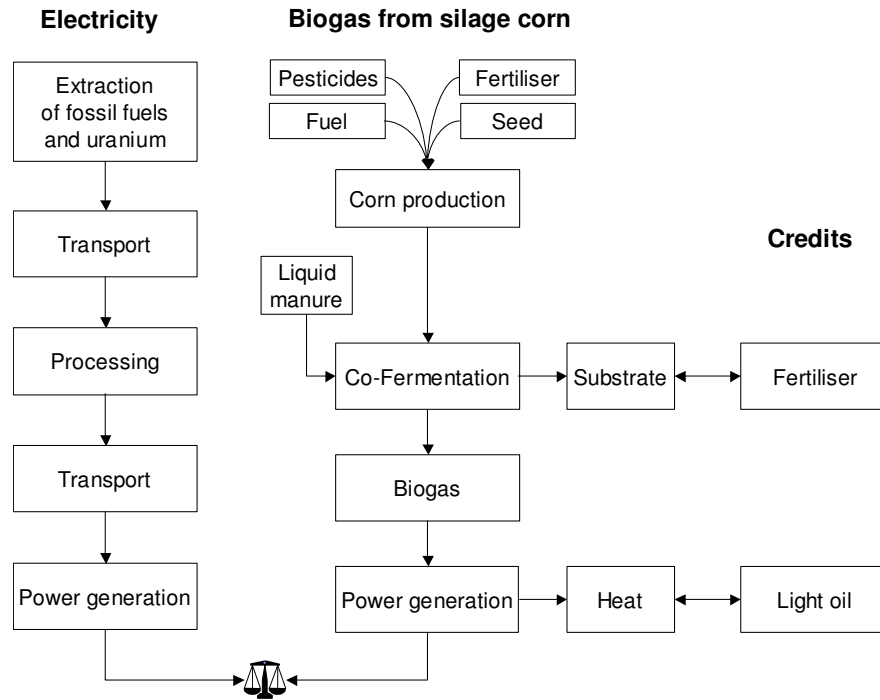 Electricity
Biogas from silage corn
Extraction
of fossil fuels
and uranium
Transport
Processing
Transport
Power generation
Pesticides
Fertiliser
Fuel
Seed
Corn production
Liquid
manure
Co-Fermentation
Substrate
Biogas
Power generation
Heat
Credits
Fertiliser
Light oil